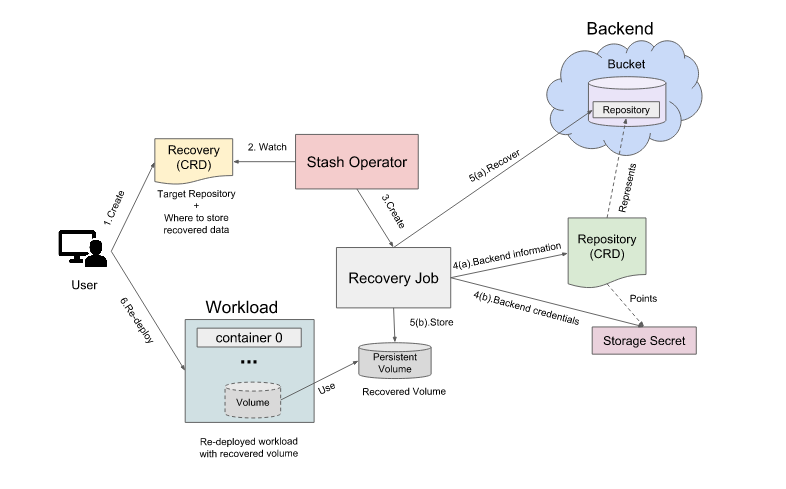 Backend
Bucket
Repository
Recovery
(CRD)
2. Watch
Stash Operator
5(a).Recover
Target Repository
+
Where to store
recovered data
1.Create
3.Create
Represents
User
Recovery Job
4(a).Backend information
Repository
(CRD)
4(b).Backend credentials
Points
6.Re-deploy
Workload
container 0
...
Volume
Use
5(b).Store
Persistent
Volume
Recovered Volume
Storage Secret
Re-deployed workload
with recovered volume